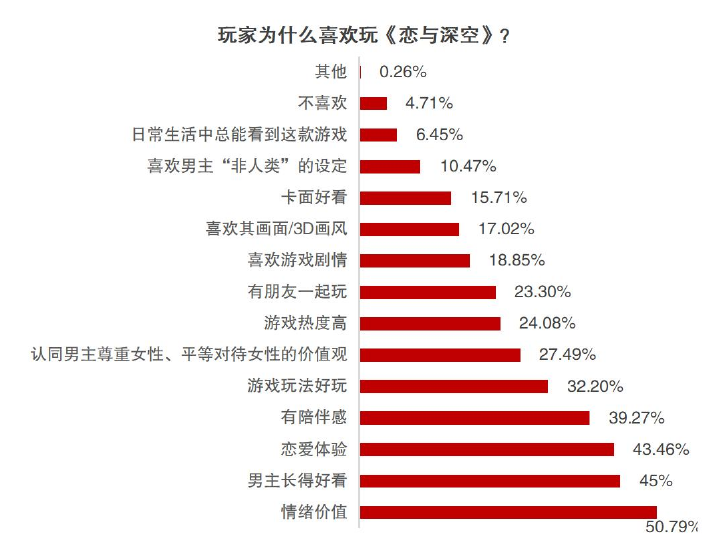 玩家为什么喜欢玩《恋与深空》?
其他 0.26%
不喜欢 4.71%
日常生活中总能看到这款游戏 6.45%
喜欢男主“非人类”的设定 10.47%
卡面好看 15.71%
喜欢其画面/3D画风 17.02%
喜欢游戏剧情 18.85%
有朋友一起玩 23.30%
游戏热度高 24.08%
认同男主尊重女性、平等对待女性的价值观 27.49%
游戏玩法好玩 32.20%
有陪伴感 39.27%
恋爱体验 43.46%
男主长得好看 45%
情绪价值 50.79%